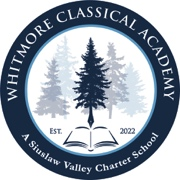 WHITMORE CLASSICAL ACADEMY
EST. 2022
A Siuslaw Valley Charter School